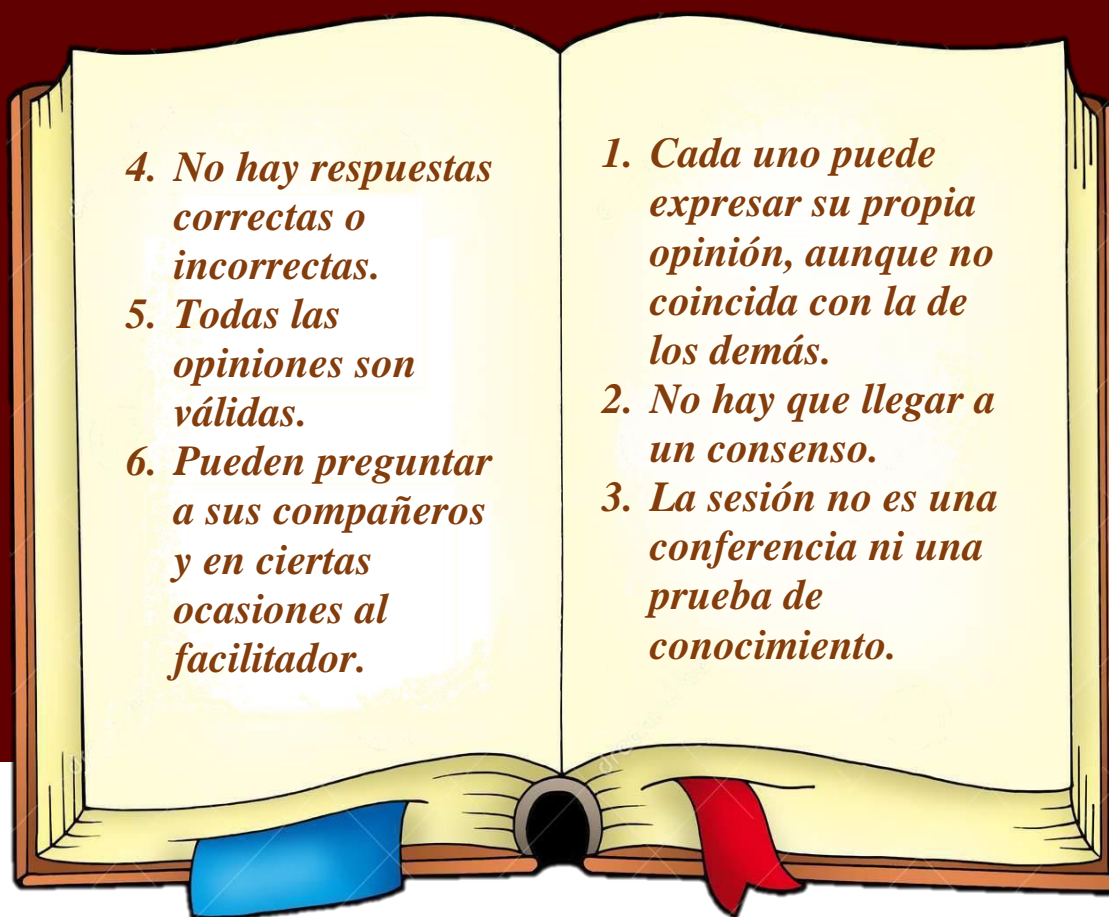 4. No hay respuestas
correctas o
incorrectas.
5. Todas las
opiniones son
válidas.
6. Pueden preguntar
a sus compañeros
y en ciertas
ocasiones al
facilitador.
1. Cada uno puede
expresar su propia
opinión, aunque no
coincida con la de
los demás.
2. No hay que llegar a
un consenso.
3. La sesión no es una
conferencia ni una
prueba de
conocimiento.